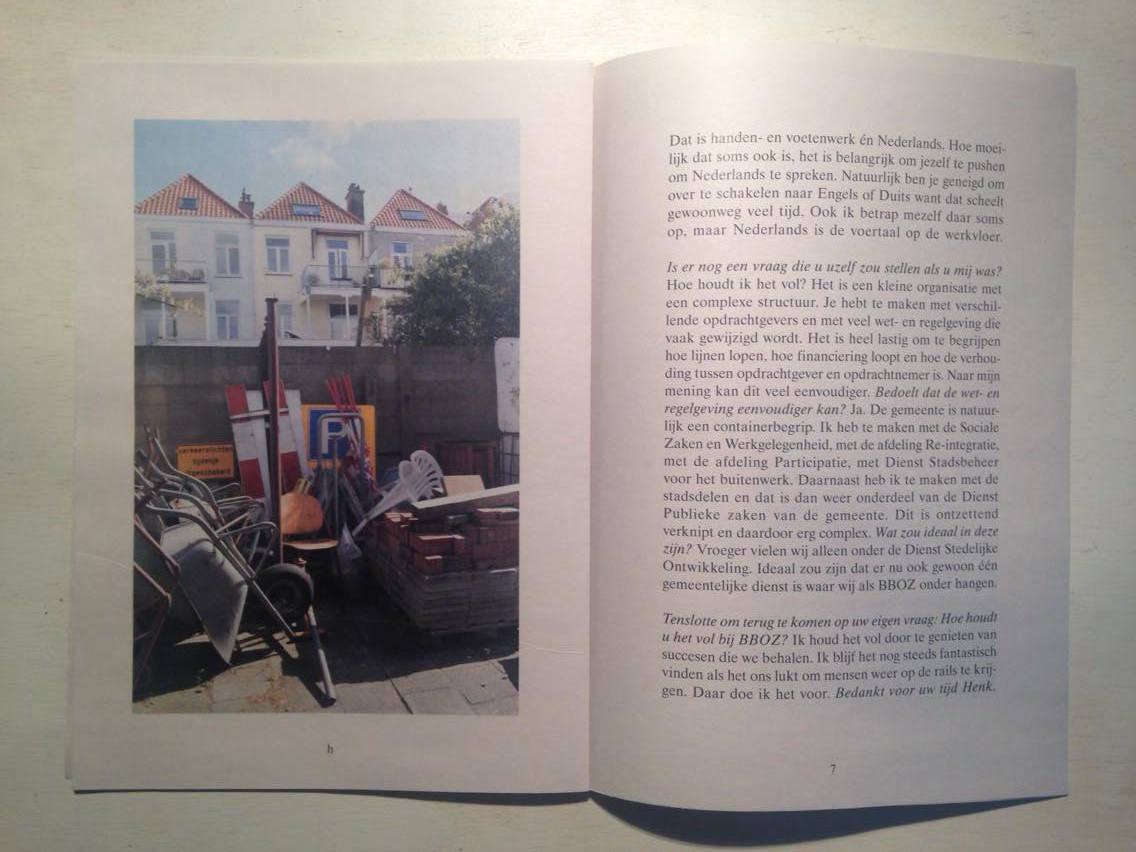 verkeerslichten
tijdelijk
P
h
Dat is handen- en voetenwerk én Nederlands. Hoe moei-
lijk dat soms ook is, het is belangrijk om jezelf te pushen
om Nederlands te spreken. Natuurlijk ben je geneigd om
over te schakelen naar Engels of Duits want dat scheelt
gewoonweg veel tijd. Ook ik betrap mezelf daar soms
op, maar Nederlands is de voertaal op de werkvloer.
Is er nog een vraag die u uzelf zou stellen als u mij was?
Hoe houdt ik het vol? Het is een kleine organisatie met
een complexe structuur. Je hebt te maken met verschil-
lende opdrachtgevers en met veel wet- en regelgeving die
vaak gewijzigd wordt. Het is heel lastig om te begrijpen
hoe lijnen lopen, hoe financiering loopt en hoe de verhou-
ding tussen opdrachtgever en opdrachtnemer is. Naar mijn
mening kan dit veel eenvoudiger. Bedoelt dat de wet- en
regelgeving eenvoudiger kan? Ja. De gemeente is natuur-
lijk een containerbegrip. Ik heb te maken met de Sociale
Zaken en Werkgelegenheid, met de afdeling Re-integratie,
met de afdeling Participatie, met Dienst Stadsbeheer
voor het buitenwerk. Daarnaast heb ik te maken met de
stadsdelen en dat is dan weer onderdeel van de Dienst
Publieke zaken van de gemeente. Dit is ontzettend
verknipt en daardoor erg complex. Wat zou ideaal in deze
zijn? Vroeger vielen wij alleen onder de Dienst Stedelijke
Ontwikkeling. Ideaal zou zijn dat er nu ook gewoon één
gemeentelijke dienst is waar wij als BBOZ onder hangen.
Tenslotte om terug te komen op uw eigen vraag: Hoe houdt
u het vol bij BBOZ? Ik houd het vol door te genieten van
succesen die we behalen. Ik blijf het nog steeds fantastisch
vinden als het ons lukt om mensen weer op de rails te krij-
gen. Daar doe ik het voor. Bedankt voor uw tijd Henk.
7